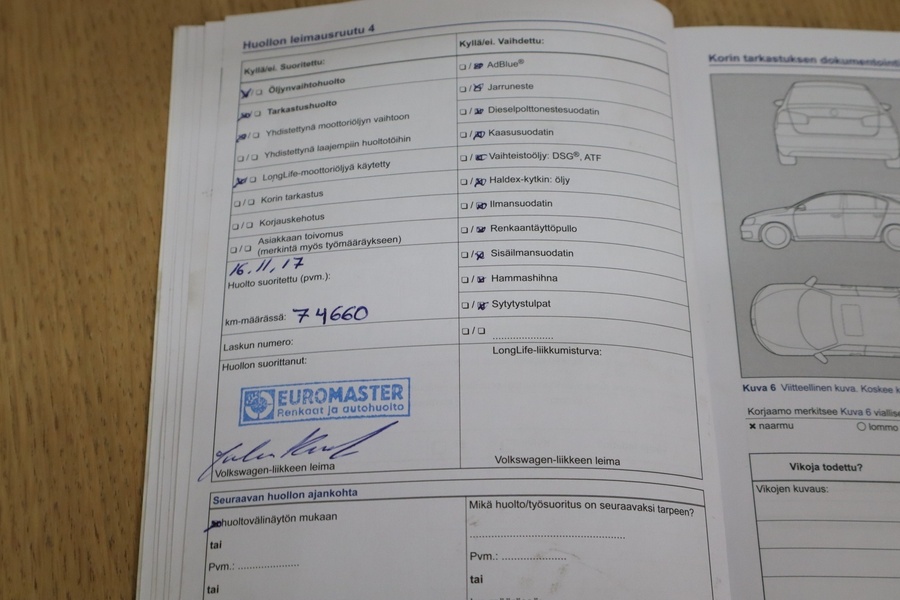 Huollon leimausruutu 4
Kyllä/ei. Suoritettu:
Öljynvaihtohuolto
Tarkastushuolto
Yhdistettynä moottoriöljyn vaihtoon
Yhdistettynä laajempiin huoltotöihin
LongLife-moottoriöljyä käytetty
Korin tarkastus
Korjauskehotus
Asiakkaan toivomus
(merkintä myös työmääräykseen)
16.11.17
Huolto suoritettu (pvm.):
km-määrässä: 74660
Laskun numero:
Huollon suorittanut:
EUROMASTER
Renkaat ja autohuolto
Volkswagen-liikkeen leima
Kyllä/ei. Vaihdettu:
AdBlue®
Jarruneste
Dieselpolttonestesuodatin
Kaasusuodatin
Vaihteistoöljy: DSG®, ATF
Haldex-kytkin: öljy
Ilmansuodatin
Renkaantäyttöpullo
Sisäilmansuodatin
Hammashihna
Sytytystulpat
LongLife-liikkumisturva:
Volkswagen-liikkeen leima
Seuraavan huollon ajankohta
huoltovälinäytön mukaan
tai
Pvm.: ....................
tai
Mikä huolto/työsuoritus on seuraavaksi tarpeen?
Pvm.: ....................
tai
Korin tarkastuksen
Kuva 6 Viitteellinen kuva. Koskee
Korjaamo merkitsee Kuva 6
naarmu
lommo
Vikoja todettu?
Vikojen kuvaus: